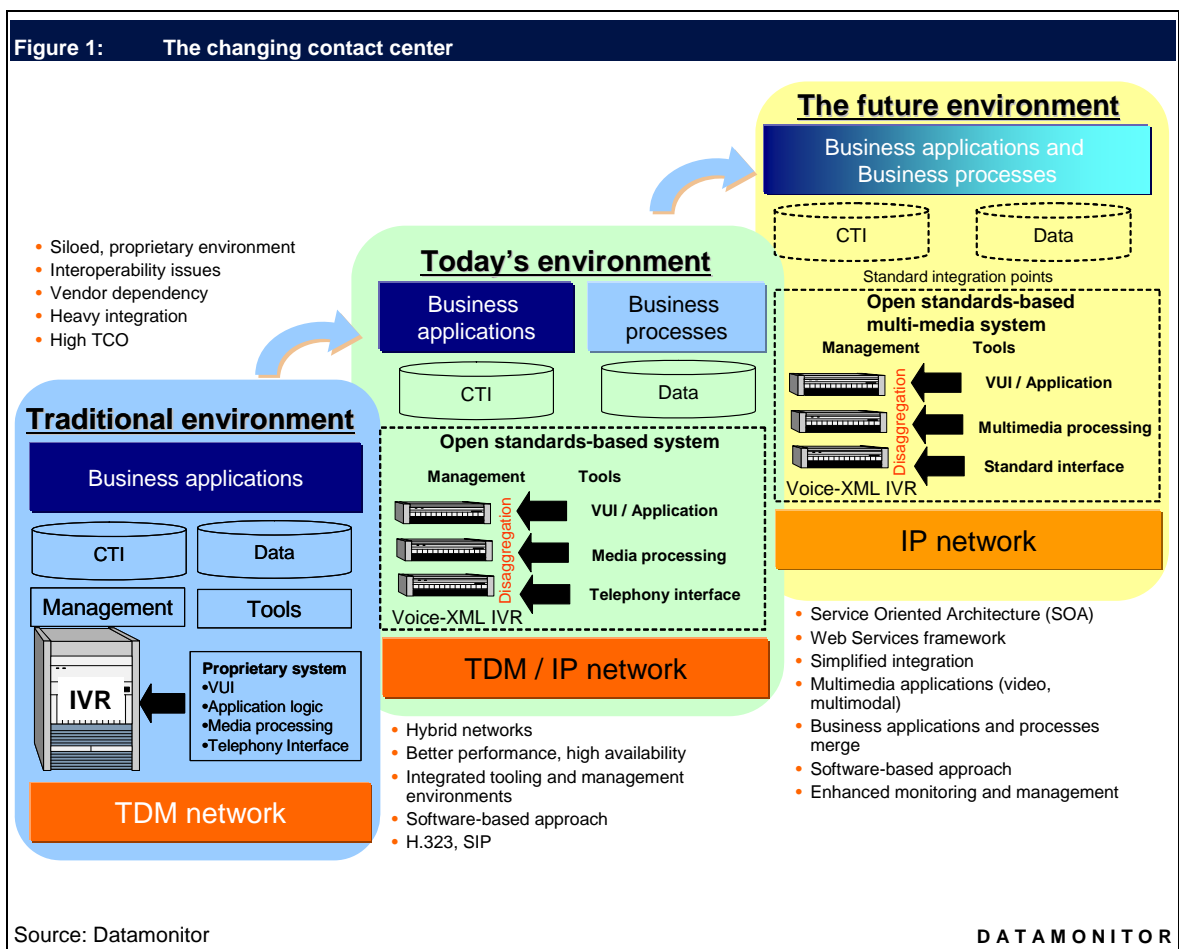 Figure 1: The changing contact center
The future environment
Business applications and
Business processes
CTI
Data
Standard integration points
Open standards-based
multi-media system
Management
Tools
Disaggregation
VUI / Application
Multimedia processing
Standard interface
Voice-XML IVR
IP network
• Service Oriented Architecture (SOA)
• Web Services framework
• Simplified integration
• Multimedia applications (video,
multimodal)
• Business applications and processes
merge
• Software-based approach
• Enhanced monitoring and management
Today's environment
Business
applications
Business
processes
CTI
Data
Open standards-based system
Management
Tools
Disaggregation
VUI / Application
Media processing
Telephony interface
Voice-XML IVR
TDM / IP network
• Hybrid networks
• Better performance, high availability
• Integrated tooling and management
environments
• Software-based approach
• H.323, SIP
• Siloed, proprietary environment
• Interoperability issues
• Vendor dependency
• Heavy integration
• High TCO
Traditional environment
Business applications
CTI
Data
Management
Tools
IVR
Proprietary system
•VUI
•Application logic
•Media processing
•Telephony Interface
TDM network
Source: Datamonitor
DATAMONITOR